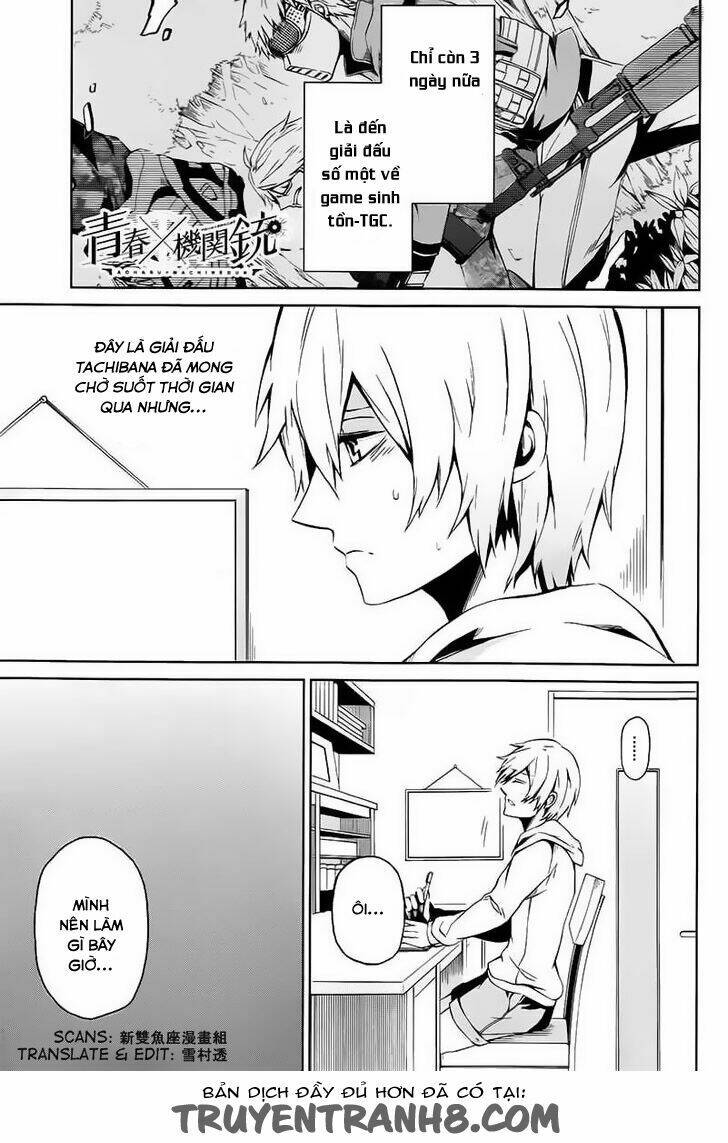 Chỉ còn 3
ngày nữa
Là đến
giải đấu
số một về
game sinh
tồn-TGC.
青春×機関銃
AOHARU×MACHINEGUN
ĐÂY LÀ GIẢI ĐẤU
TACHIBANA ĐÃ MONG
CHỜ SUỐT THỜI GIAN
QUA NHƯNG...
......
ÔI...
MÌNH
NÊN LÀM
GÌ BÂY
GIỜ...
SCANS: 新雙魚座漫畫組
TRANSLATE & EDIT: 雪村透
BẢN DỊCH ĐẦY ĐỦ HƠN ĐÃ CÓ TẠI:
TRUYENTRANH8.COM